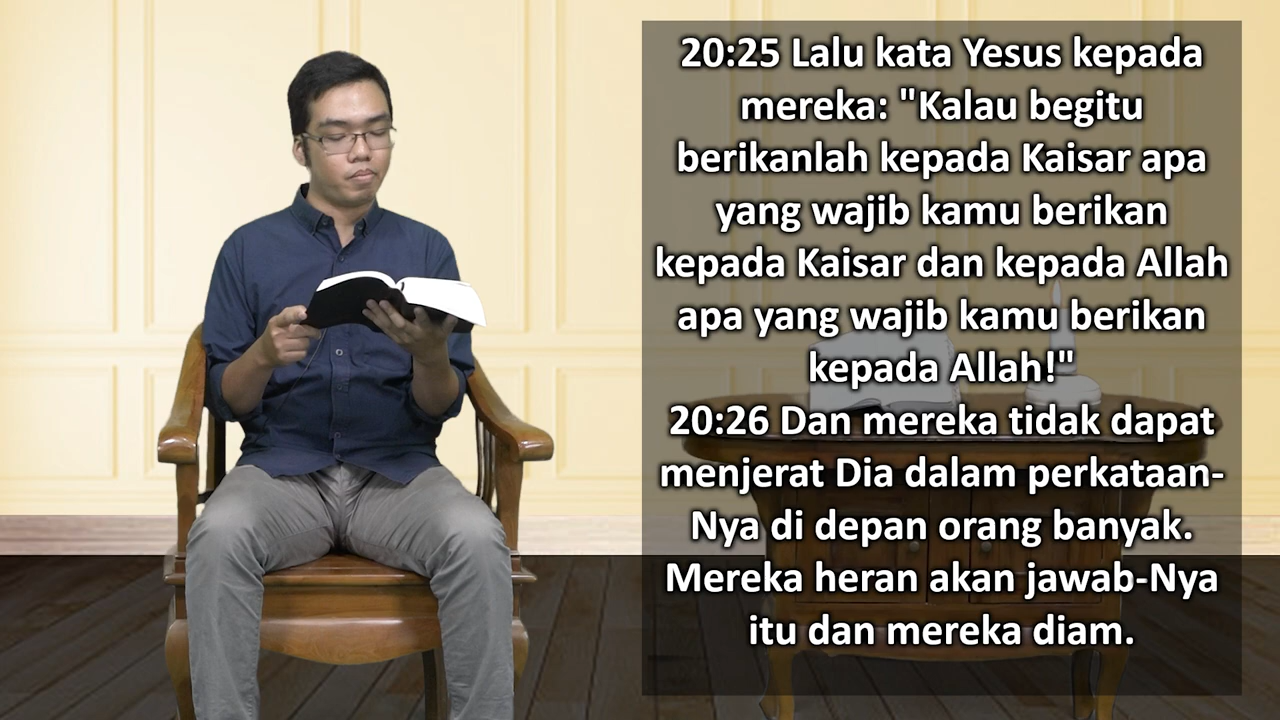 20:25 Lalu kata Yesus kepada
mereka: "Kalau begitu
berikanlah kepada Kaisar apa
yang wajib kamu berikan
kepada Kaisar dan kepada Allah
apa yang wajib kamu berikan
kepada Allah!"
20:26 Dan mereka tidak dapat
menjerat Dia dalam perkataan-
Nya di depan orang banyak.
Mereka heran akan jawab-Nya
itu dan mereka diam.